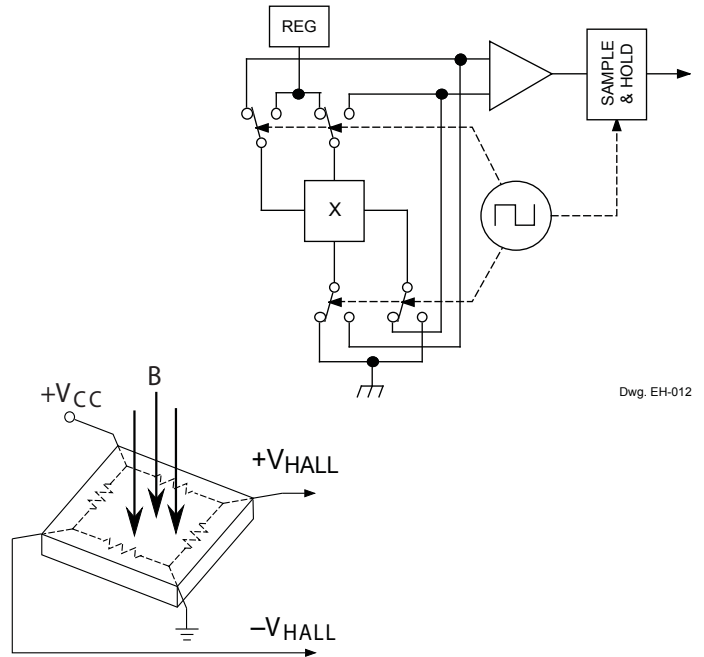 REG
SAMPLE
& HOLD
X
Dwg. EH-012
+VCC
B
+VHALL
–VHALL